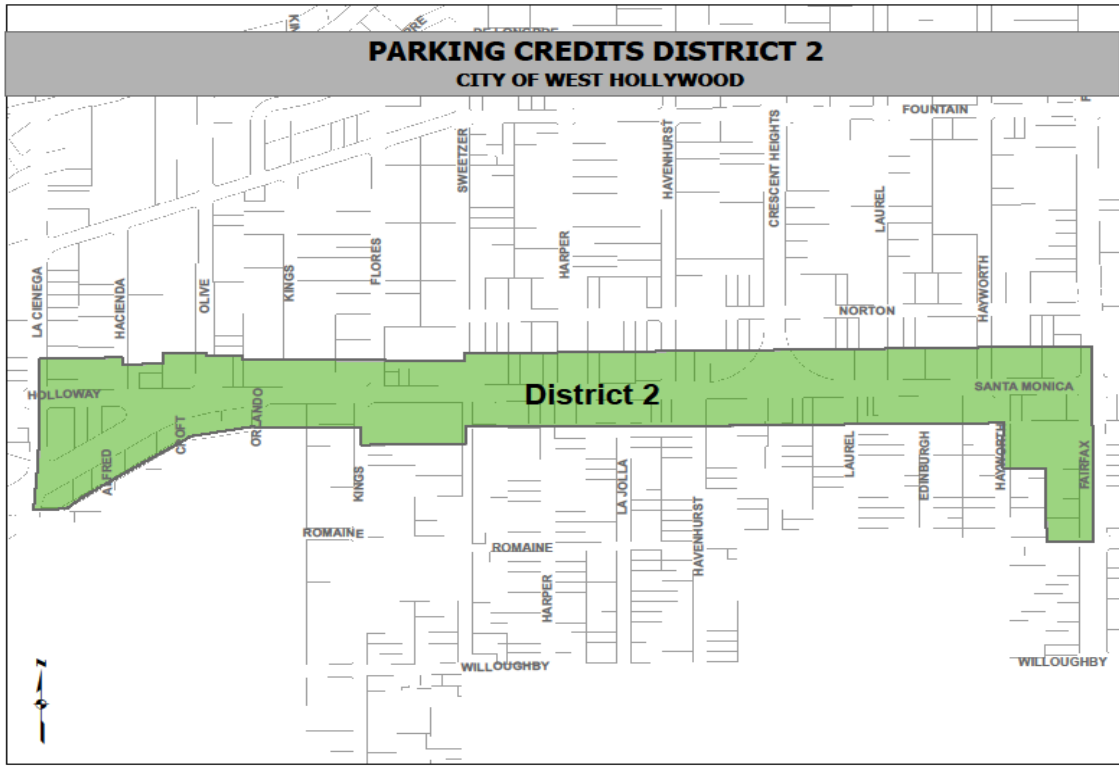 PARKING CREDITS DISTRICT 2
CITY OF WEST HOLLYWOOD
FOUNTAIN
SWEETZER
HAVENHURST
CRESCENT HEIGHTS
LAUREL
HARPER
FLORES
KINGS
OLIVE
HACIENDA
LA CIENEGA
HAYWORTH
NORTON
HOLLOWAY
District 2
SANTA MONICA
ORLANDO
CROFT
ALFRED
KINGS
LA JOLLA
LAUREL
EDINBURGH
HAYWORTH
FAIRFAX
HAVENHURST
ROMAINE
ROMAINE
HARPER
WILLOUGHBY
WILLOUGHBY
Z